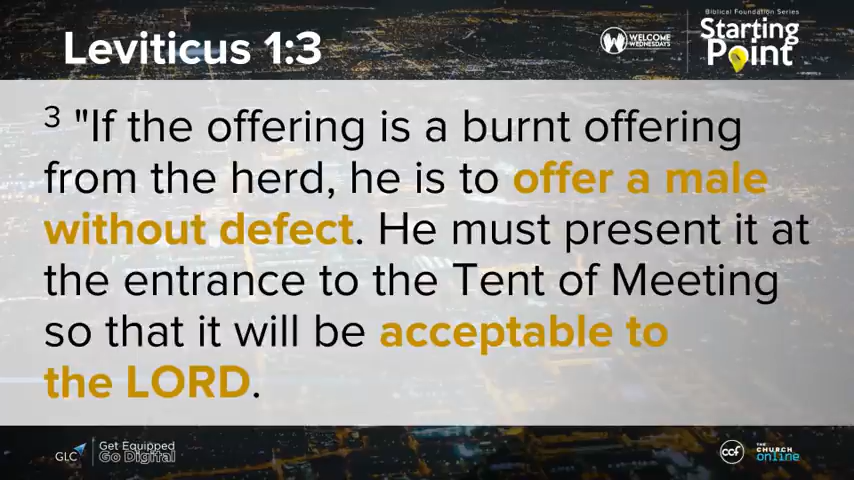 Leviticus 1:3
WELCOME
WEDNESDAYS
Biblical Foundation Series
Starting
Point
3 "If the offering is a burnt offering
from the herd, he is to offer a male
without defect. He must present it at
the entrance to the Tent of Meeting
so that it will be acceptable to
the LORD.
GLC
Get Equipped
Go Digital
ccf
THE
CHURCH
online